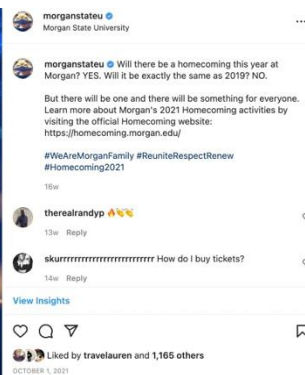 morganstateu
Morgan State University
morganstateu Will there be a homecoming this year at
Morgan? YES. Will it be exactly the same as 2019? NO.
But there will be one and there will be something for everyone.
Learn more about Morgan's 2021 Homecoming activities by
visiting the official Homecoming website:
https://homecoming.morgan.edu/
#WeAreMorganFamily #ReuniteRespectRenew
#Homecoming2021
16w
therealrandyp 🔥👏👏
13w Reply
skurrrrrrrrrrrrrrrrrrrrrrrrr How do I buy tickets?
14w Reply
View Insights
Liked by travelauren and 1,165 others
OCTOBER 1, 2021